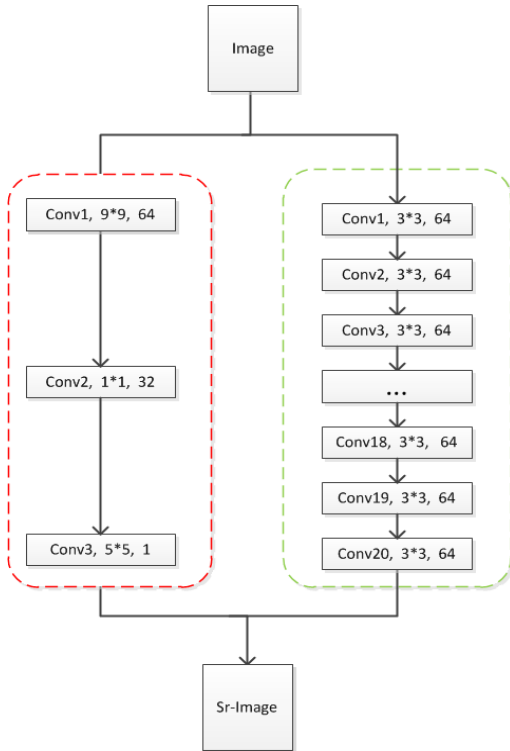 Image
Conv1, 9*9, 64
Conv2, 1*1, 32
Conv3, 5*5, 1
Conv1, 3*3, 64
Conv2, 3*3, 64
Conv3, 3*3, 64
...
Conv18, 3*3, 64
Conv19, 3*3, 64
Conv20, 3*3, 64
Sr-Image